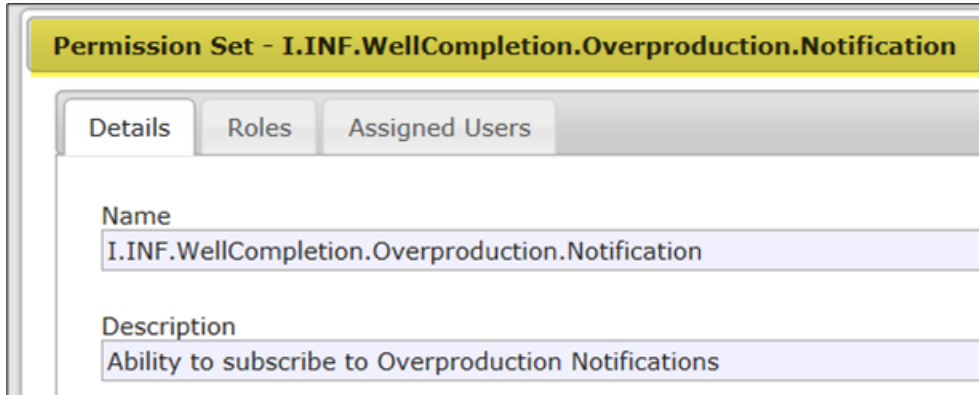 Permission Set - I.INF.WellCompletion.Overproduction.Notification
Details Roles Assigned Users
Name
I.INF.WellCompletion.Overproduction.Notification
Description
Ability to subscribe to Overproduction Notifications